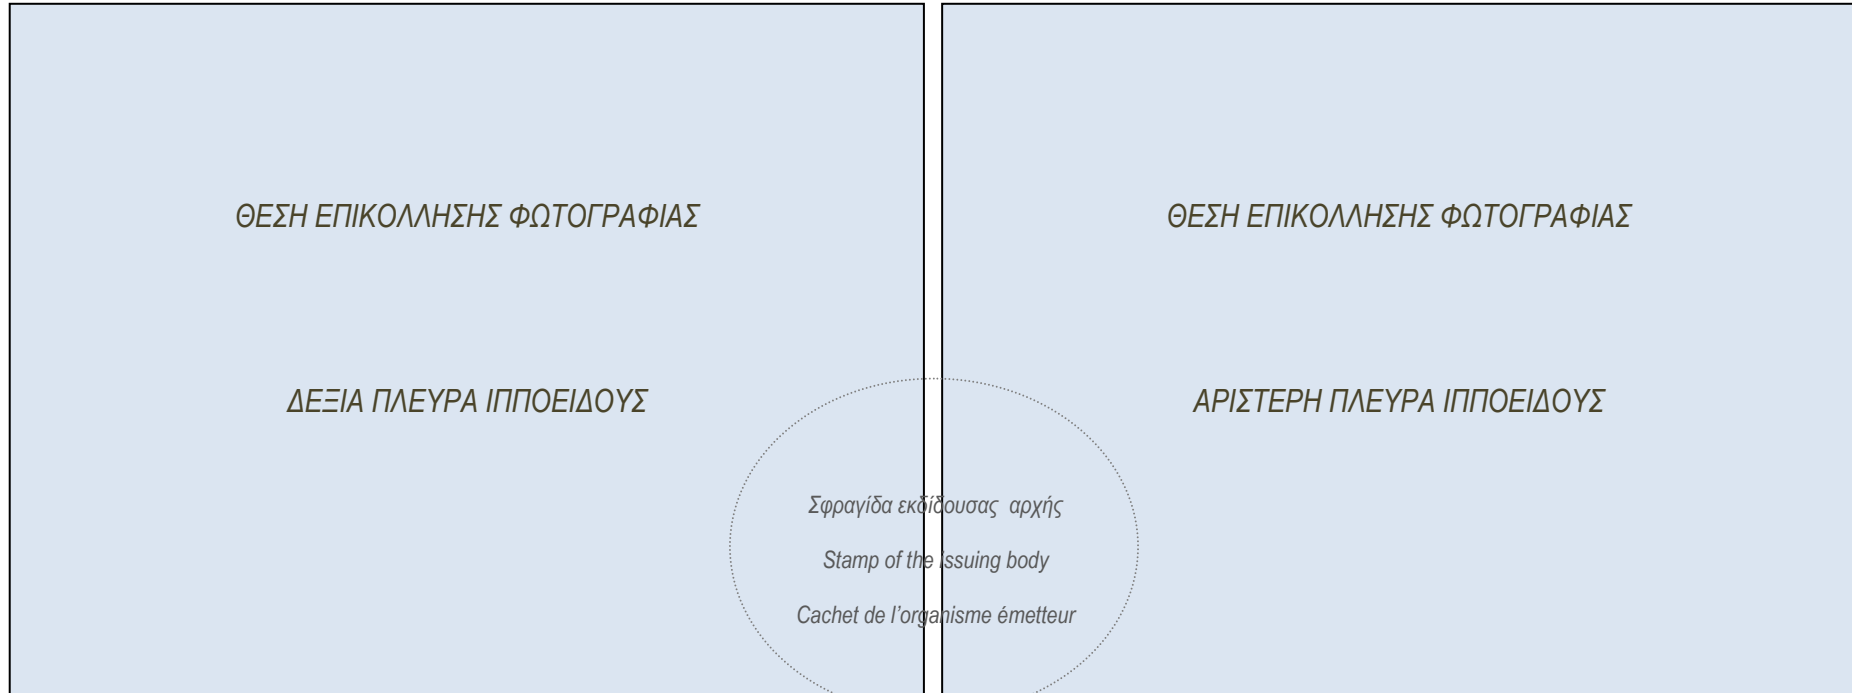 ΘΕΣΗ ΕΠΙΚΟΛΛΗΣΗΣ ΦΩΤΟΓΡΑΦΙΑΣ
ΔΕΞΙΑ ΠΛΕΥΡΑ ΙΠΠΟΕΙΔΟΥΣ
ΘΕΣΗ ΕΠΙΚΟΛΛΗΣΗΣ ΦΩΤΟΓΡΑΦΙΑΣ
ΑΡΙΣΤΕΡΗ ΠΛΕΥΡΑ ΙΠΠΟΕΙΔΟΥΣ
Σφραγίδα εκδίδουσας αρχής
Stamp of the issuing body
Cachet de l’organisme émetteur